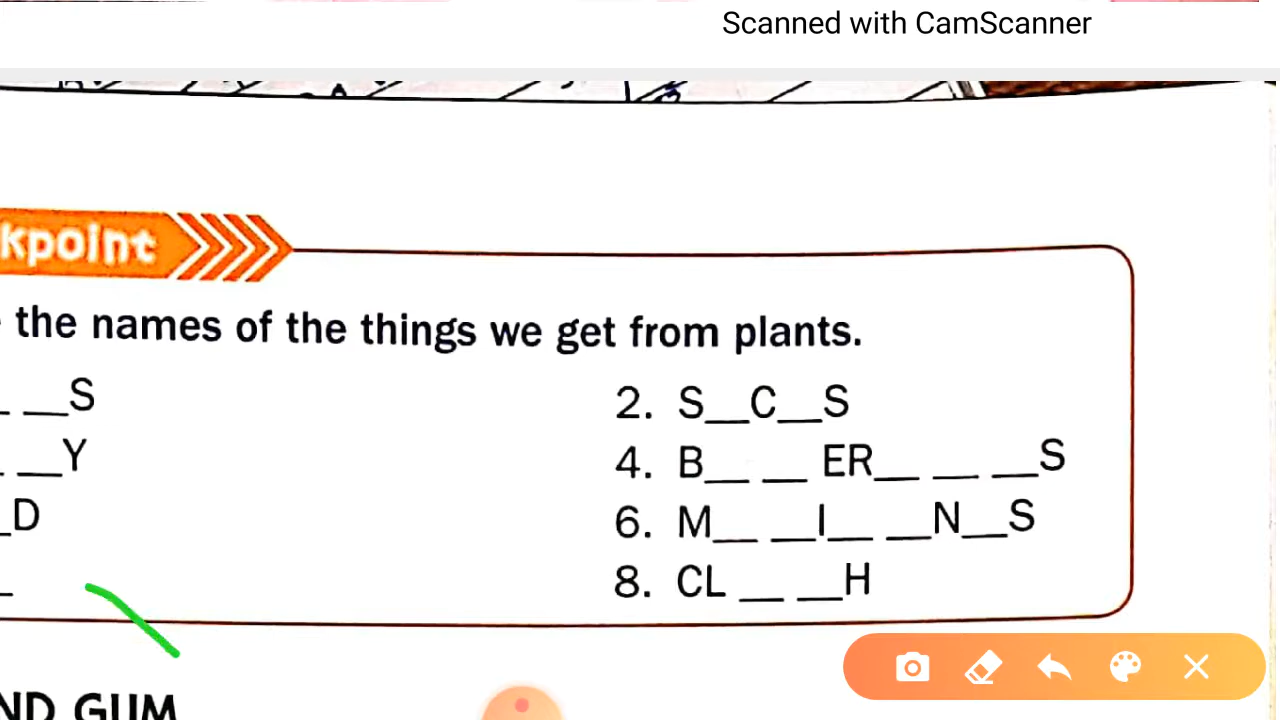 Scanned with CamScanner
kpoint
the names of the things we get from plants.
__S
2. S__C__S
__Y
4. B__ __ ER__ __ __S
_D
6. M__ __I__ __N__S
8. CL __ __H
ND GUM